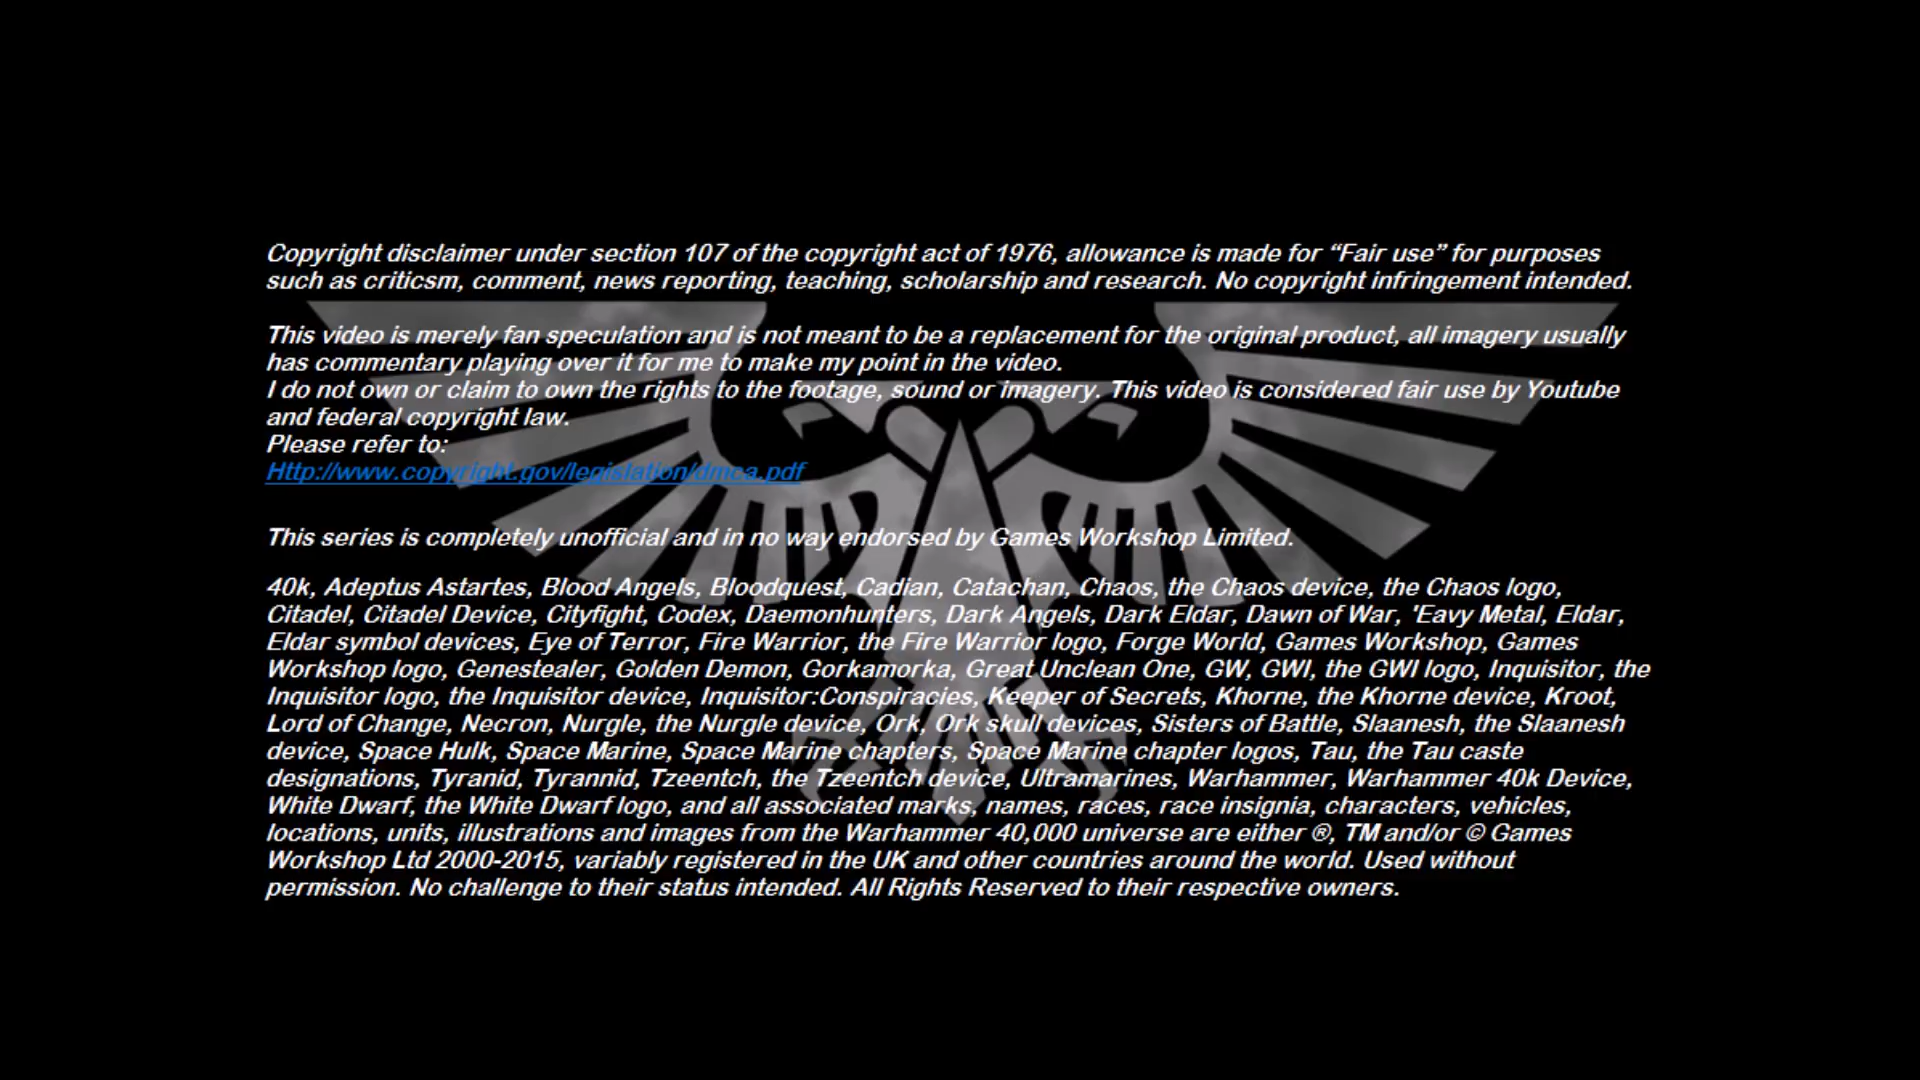 Copyright disclaimer under section 107 of the copyright act of 1976, allowance is made for “Fair use” for purposes
such as criticsm, comment, news reporting, teaching, scholarship and research. No copyright infringement intended.
This video is merely fan speculation and is not meant to be a replacement for the original product, all imagery usually
has commentary playing over it for me to make my point in the video.
I do not own or claim to own the rights to the footage, sound or imagery. This video is considered fair use by Youtube
and federal copyright law.
Please refer to:
Http://www.copyright.gov/legislation/dmca.pdf
This series is completely unofficial and in no way endorsed by Games Workshop Limited.
40k, Adeptus Astartes, Blood Angels, Bloodquest, Cadian, Catachan, Chaos, the Chaos device, the Chaos logo,
Citadel, Citadel Device, Cityfight, Codex, Daemonhunters, Dark Angels, Dark Eldar, Dawn of War, 'Eavy Metal, Eldar,
Eldar symbol devices, Eye of Terror, Fire Warrior, the Fire Warrior logo, Forge World, Games Workshop, Games
Workshop logo, Genestealer, Golden Demon, Gorkamorka, Great Unclean One, GW, GWI, the GWI logo, Inquisitor, the
Inquisitor logo, the Inquisitor device, Inquisitor:Conspiracies, Keeper of Secrets, Khorne, the Khorne device, Kroot,
Lord of Change, Necron, Nurgle, the Nurgle device, Ork, Ork skull devices, Sisters of Battle, Slaanesh, the Slaanesh
device, Space Hulk, Space Marine, Space Marine chapters, Space Marine chapter logos, Tau, the Tau caste
designations, Tyranid, Tyrannid, Tzeentch, the Tzeentch device, Ultramarines, Warhammer, Warhammer 40k Device,
White Dwarf, the White Dwarf logo, and all associated marks, names, races, race insignia, characters, vehicles,
locations, units, illustrations and images from the Warhammer 40,000 universe are either ®, TM and/or © Games
Workshop Ltd 2000-2015, variably registered in the UK and other countries around the world. Used without
permission. No challenge to their status intended. All Rights Reserved to their respective owners.